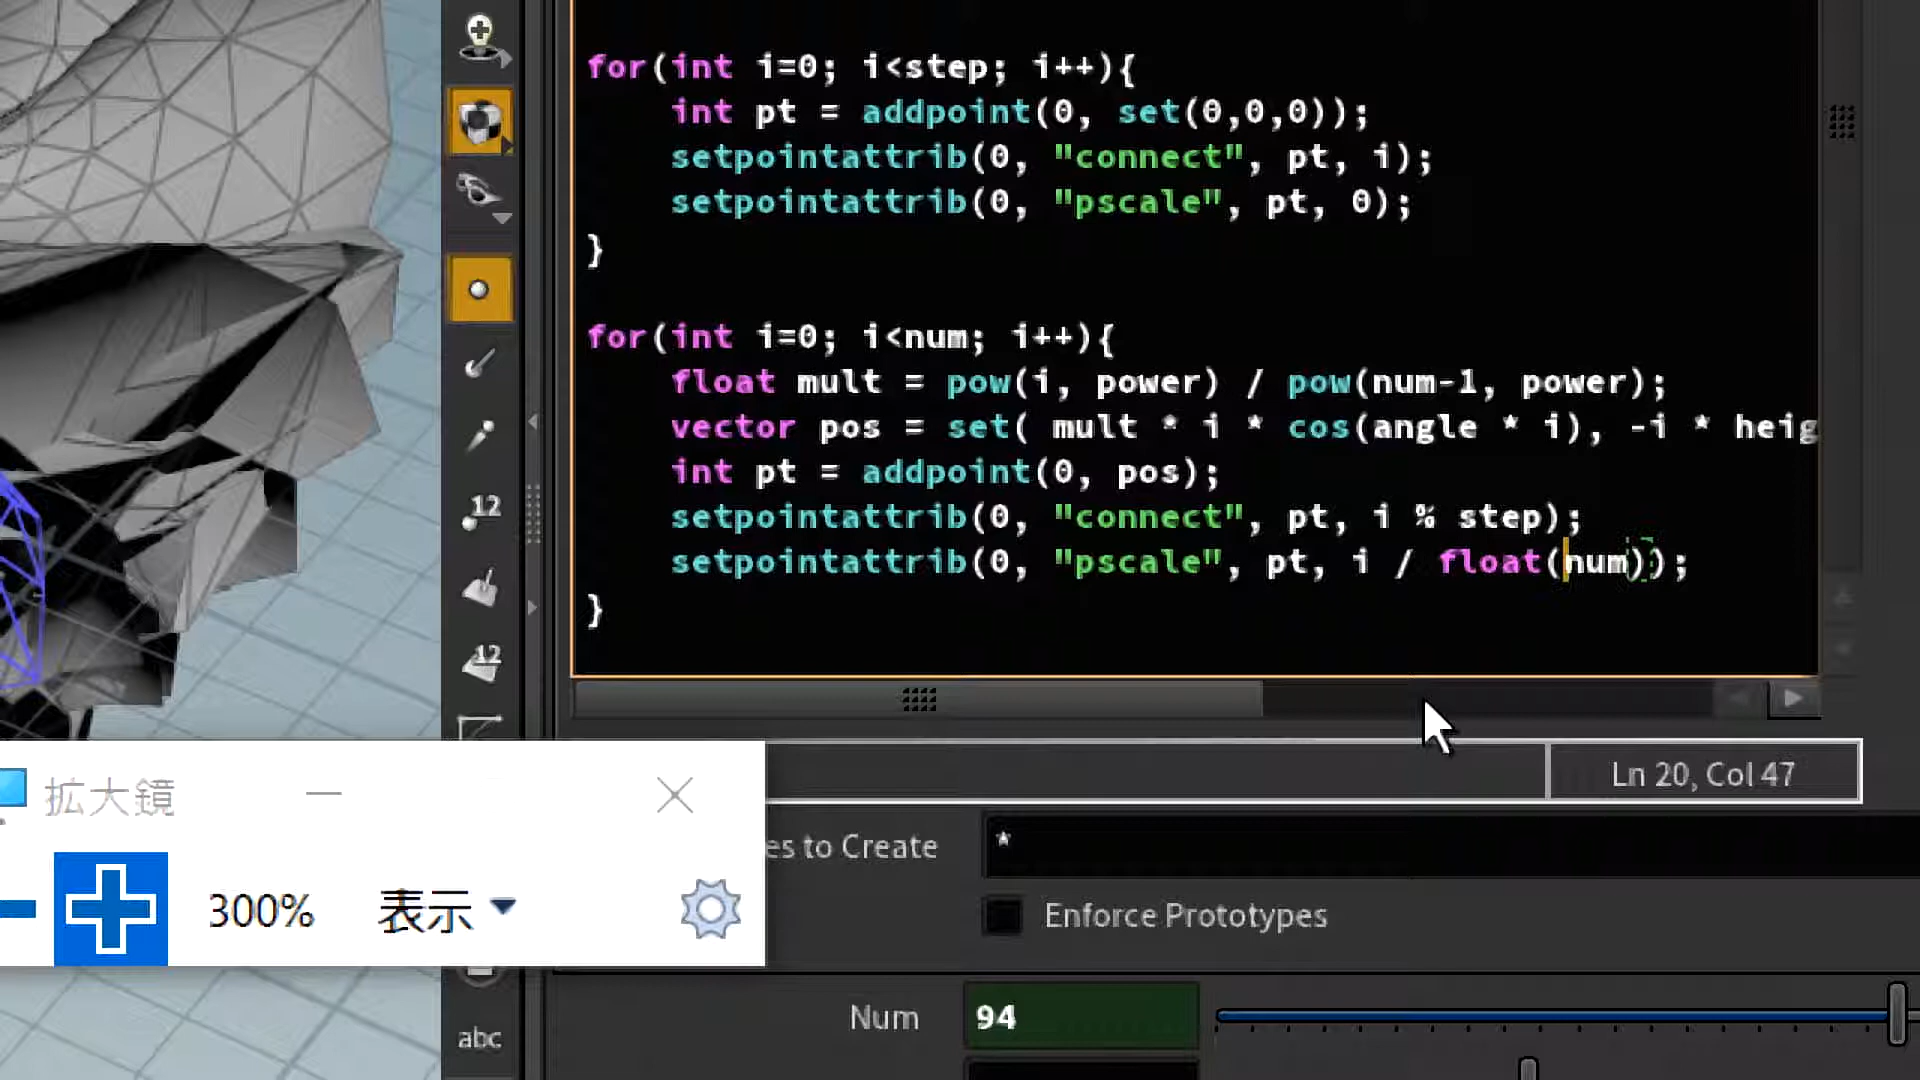 for(int i=0; i<step; i++){
int pt = addpoint(0, set(0,0,0));
setpointattrib(0, "connect", pt, i);
setpointattrib(0, "pscale", pt, 0);
}
for(int i=0; i<num; i++){
float mult = pow(i, power) / pow(num-1, power);
vector pos = set( mult * i * cos(angle * i), -i * heig
int pt = addpoint(0, pos);
setpointattrib(0, "connect", pt, i % step);
setpointattrib(0, "pscale", pt, i / float(num));
}
12
12
Ln 20, Col 47
拡大鏡
es to Create
*
300%
表示
Enforce Prototypes
Num
94
abc